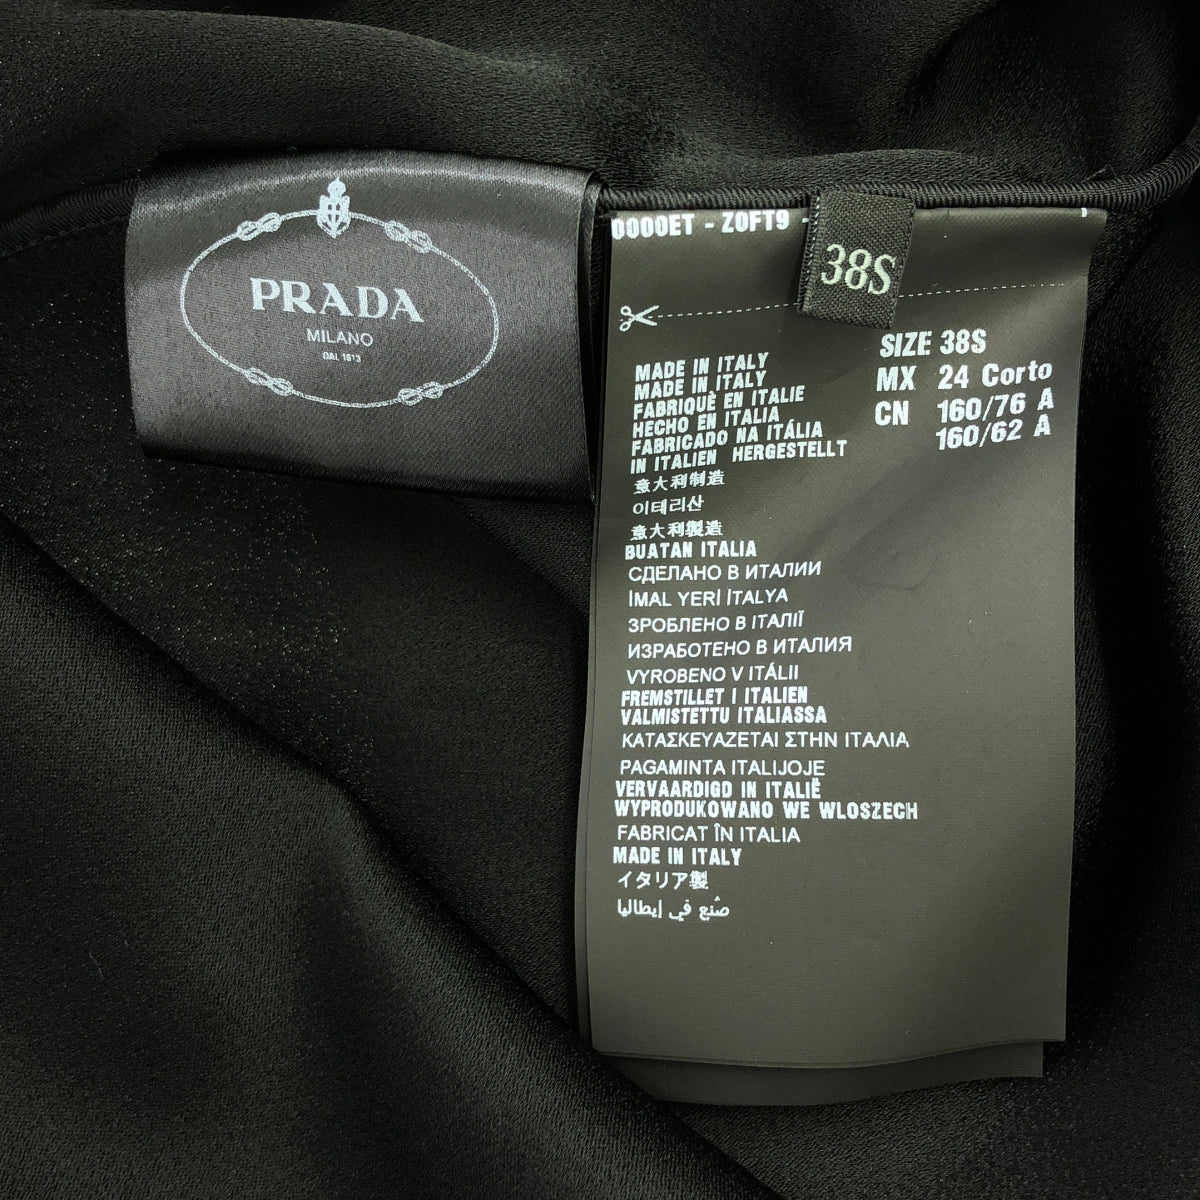 PRADA
MILANO
DAL 1913
0000ET - Z0FT9 -
38S
SIZE 38S
MX 24 Corto
CN 160/76 A
160/62 A
MADE IN ITALY
MADE IN ITALY
FABRIQUÈ EN ITALIE
HECHO EN ITALIA
FABRICADO NA ITÁLIA
IN ITALIEN HERGESTELLT
意大利制造
이테리산
意大利製造
BUATAN ITALIA
СДЕЛАНО В ИТАЛИИ
İMAL YERİ İTALYA
ЗРОБЛЕНО В ІТАЛІЇ
ИЗРАБОТЕНО В ИТАЛИЯ
VYROBENO V ITÁLII
FREMSTILLET I ITALIEN
VALMISTETTU ITALIASSA
ΚΑΤΑΣΚΕΥΑΖΕΤΑΙ ΣΤΗΝ ΙΤΑΛΙΑ
PAGAMINTA ITALIJOJE
VERVAARDIGD IN ITALIË
WYPRODUKOWANO WE WLOSZECH
FABRICAT ÎN ITALIA
MADE IN ITALY
イタリア製
صُنع في إيطاليا